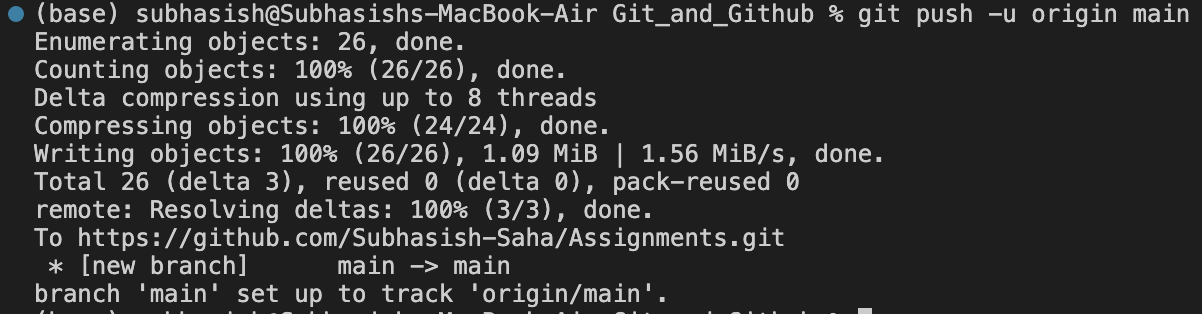 (base) subhasish@Subhasishs-MacBook-Air Git_and_Github % git push -u origin main
Enumerating objects: 26, done.
Counting objects: 100% (26/26), done.
Delta compression using up to 8 threads
Compressing objects: 100% (24/24), done.
Writing objects: 100% (26/26), 1.09 MiB | 1.56 MiB/s, done.
Total 26 (delta 3), reused 0 (delta 0), pack-reused 0
remote: Resolving deltas: 100% (3/3), done.
To https://github.com/Subhasish-Saha/Assignments.git
 * [new branch]      main -> main
branch 'main' set up to track 'origin/main'.